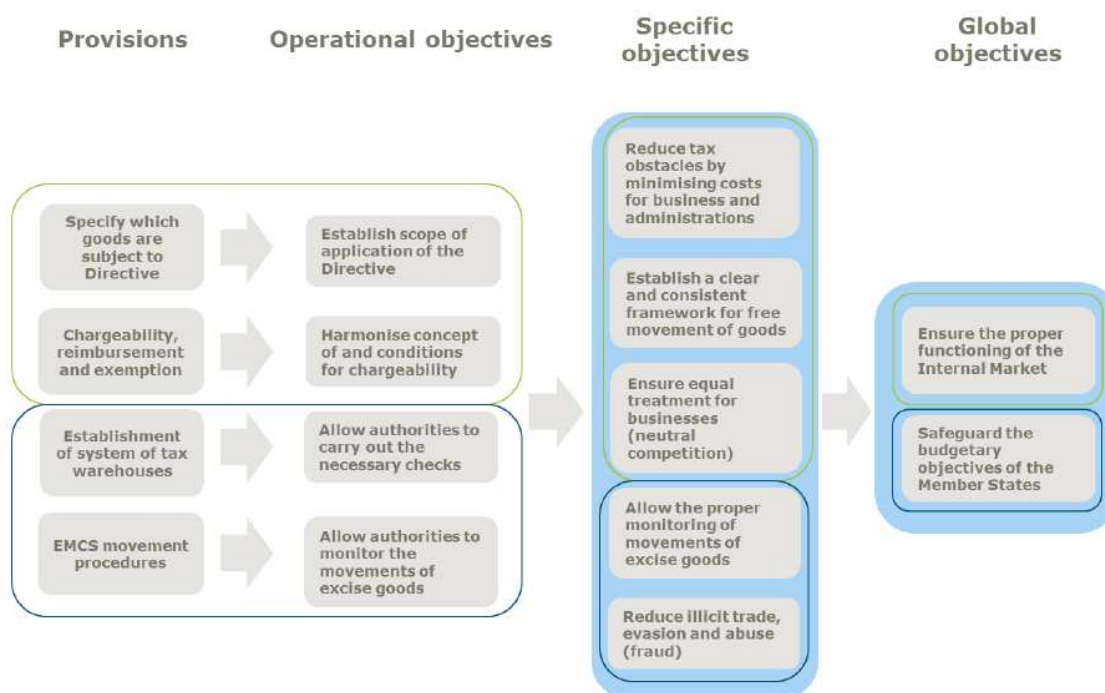 Provisions
Operational objectives
Specific
objectives
Global
objectives
Specify which
goods are
subject to
Directive
Establish scope of
application of the
Directive
Chargeability,
reimbursement
and exemption
Harmonise concept
of and conditions
for chargeability
Establishment
of system of tax
warehouses
Allow authorities to
carry out the
necessary checks
EMCS movement
procedures
Allow authorities to
monitor the
movements of
excise goods
Reduce tax
obstacles by
minimising costs
for business and
administrations
Establish a clear
and consistent
framework for free
movement of goods
Ensure equal
treatment for
businesses
(neutral
competition)
Allow the proper
monitoring of
movements of
excise goods
Reduce illicit trade,
evasion and abuse
(fraud)
Ensure the proper
functioning of the
Internal Market
Safeguard the
budgetary
objectives of the
Member States